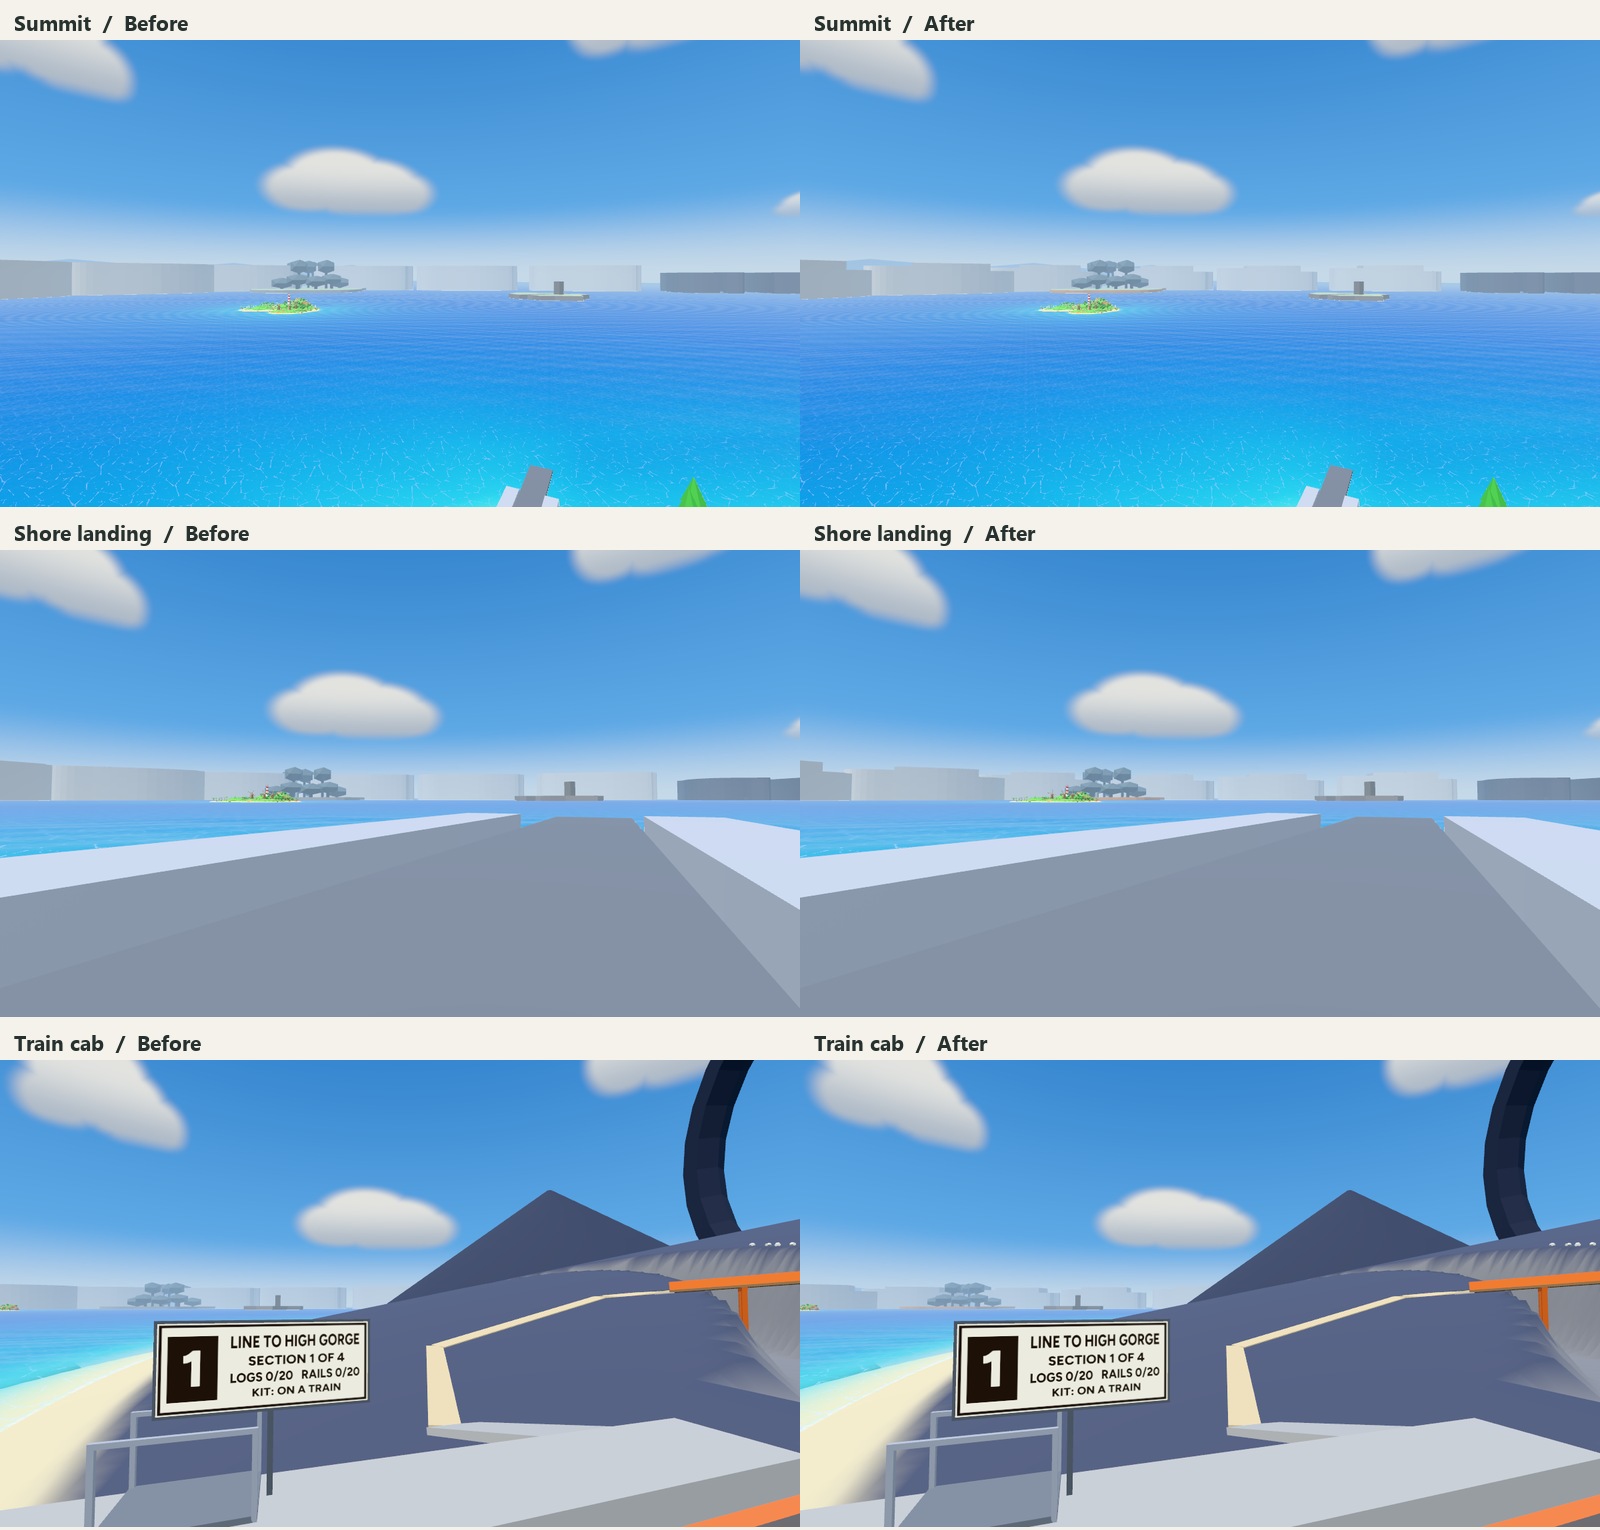 Summit / Before
Summit / After
Shore landing / Before
Shore landing / After
Train cab / Before
Train cab / After
1
LINE TO HIGH GORGE
SECTION 1 OF 4
LOGS 0/20 RAILS 0/20
KIT: ON A TRAIN
1
LINE TO HIGH GORGE
SECTION 1 OF 4
LOGS 0/20 RAILS 0/20
KIT: ON A TRAIN